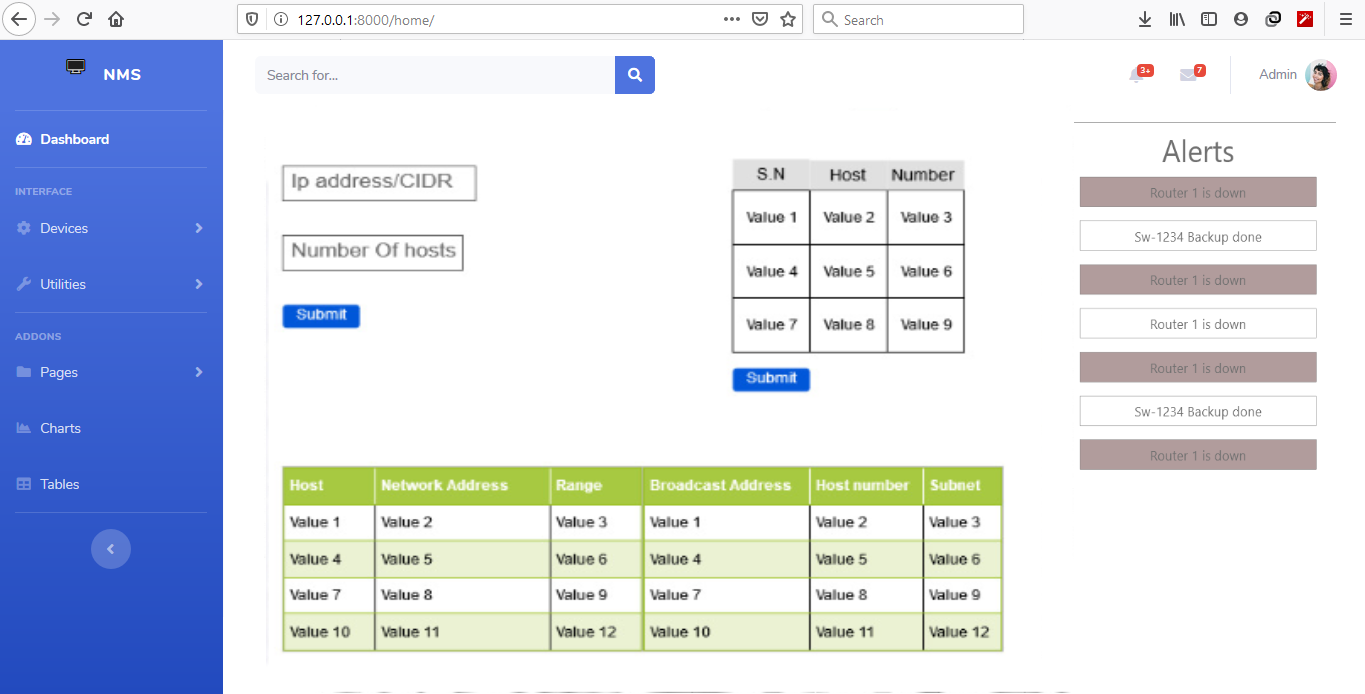 127.0.0.1:8000/home/
Search
NMS
Search for...
3+
7
Admin
Dashboard
INTERFACE
Devices
Utilities
ADDONS
Pages
Charts
Tables
Ip address/CIDR
Number Of hosts
Submit
S.N Host Number
Value 1 Value 2 Value 3
Value 4 Value 5 Value 6
Value 7 Value 8 Value 9
Submit
Host Network Address Range Broadcast Address Host number Subnet
Value 1 Value 2 Value 3 Value 1 Value 2 Value 3
Value 4 Value 5 Value 6 Value 4 Value 5 Value 6
Value 7 Value 8 Value 9 Value 7 Value 8 Value 9
Value 10 Value 11 Value 12 Value 10 Value 11 Value 12
Alerts
Router 1 is down
Sw-1234 Backup done
Router 1 is down
Router 1 is down
Router 1 is down
Sw-1234 Backup done
Router 1 is down